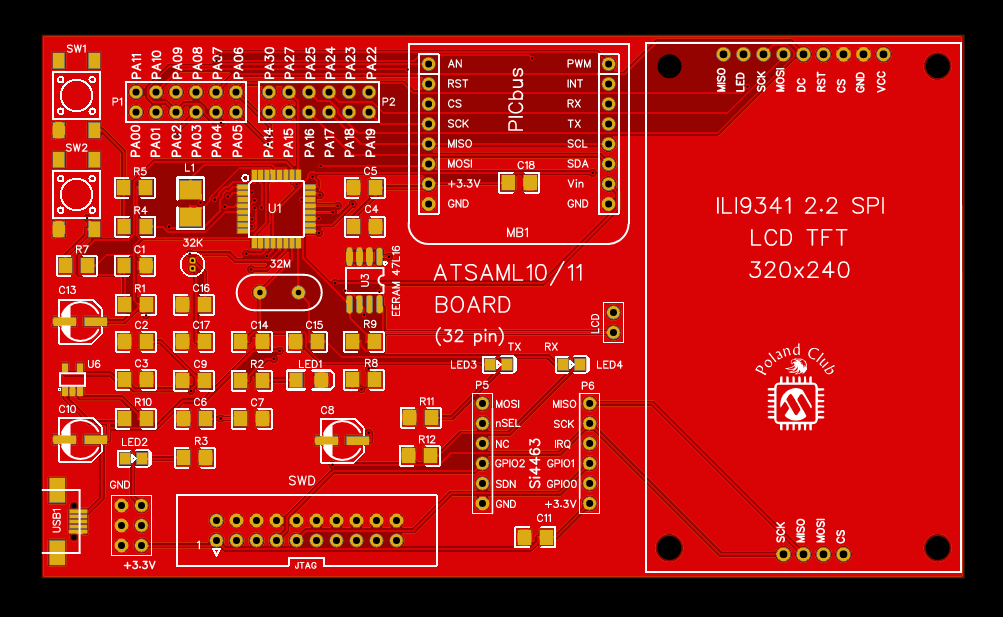 SW1
PA11
PA10
PA09
PA08
PA07
PA06
PA30
PA27
PA25
PA24
PA23
PA22
P1
P2
PA00
PA01
PAC2
PA03
PA04
PA05
PA14
PA15
PA16
PA17
PA18
PA19
AN
RST
CS
SCK
MISO
MOSI
+3.3V
GND
PICbus
PWM
INT
RX
TX
SCL
SDA
Vin
GND
C18
MB1
MISO
LED
SCK
MOSI
DC
RST
CS
GND
VCC
ILI9341 2.2 SPI
LCD TFT
320x240
SW2
R5
L1
U1
C5
R4
C4
R7
C1
32K
32M
U3
EERAM 47L16
ATSAML10/11
BOARD
(32 pin)
LCD
C13
R1
C16
C2
C17
C14
C15
R9
TX
RX
LED3
LED4
U6
C3
C9
R2
LED1
R8
Poland Club
C10
R10
C6
C7
C8
R11
R12
P5
P6
MOSI
nSEL
NC
GPIO2
SDN
GND
Si4463
MISO
SCK
IRQ
GPIO1
GPIO0
+3.3V
LED2
R3
GND
SWD
USB1
+3.3V
1
JTAG
C11
SCK
MISO
MOSI
CS